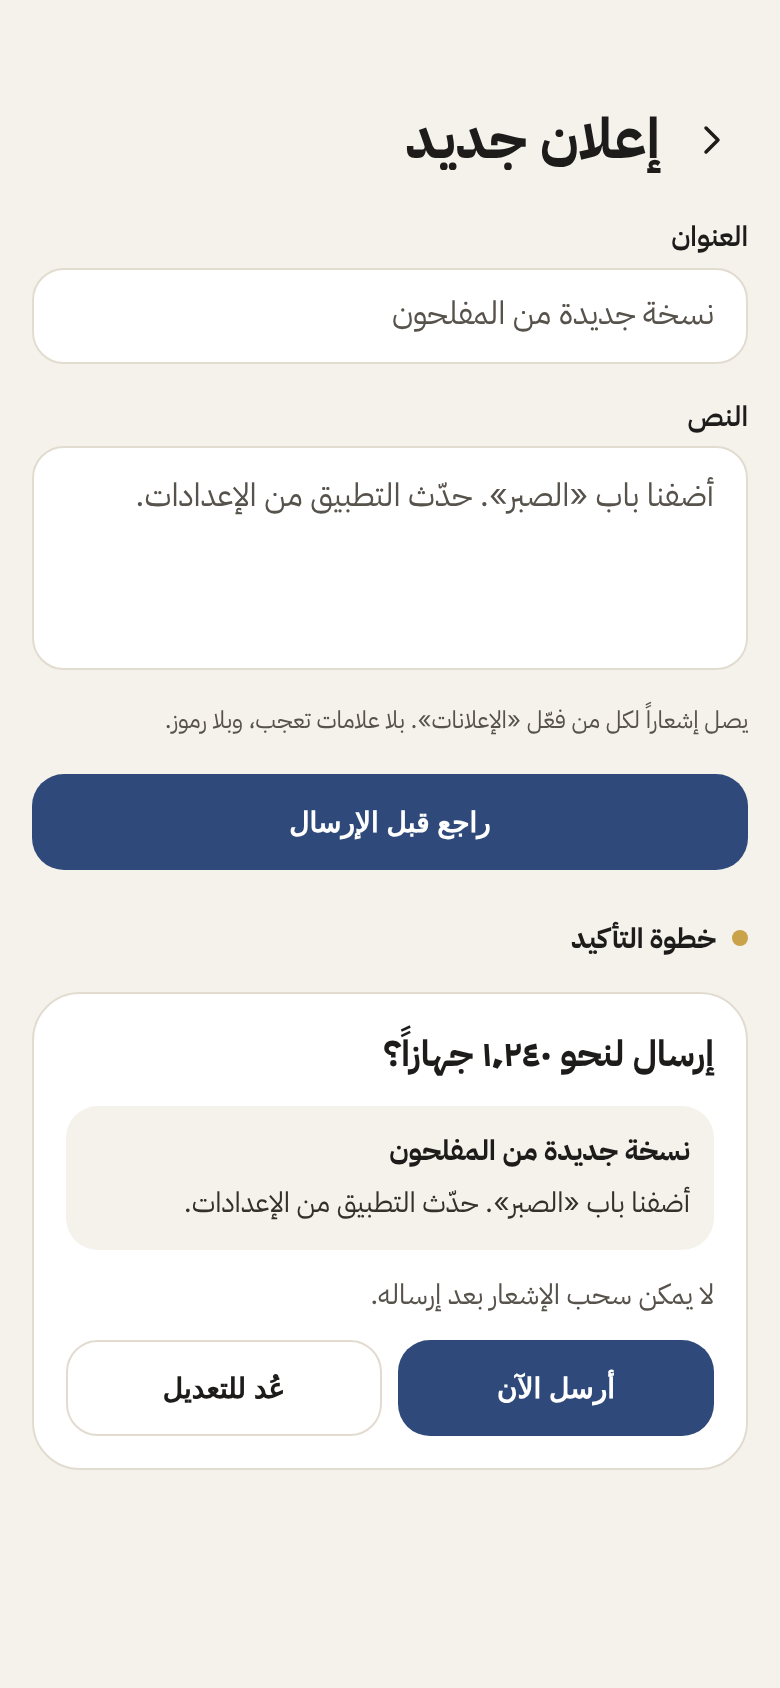 إعلان جديد
العنوان
نسخة جديدة من المفلحون
النص
أضفنا باب «الصبر». حدّث التطبيق من الإعدادات.
يصل إشعاراً لكل من فعّل «الإعلانات». بلا علامات تعجب، وبلا رموز.
راجع قبل الإرسال
خطوة التأكيد
إرسال لنحو ١٬٢٤٠ جهازاً؟
نسخة جديدة من المفلحون
أضفنا باب «الصبر». حدّث التطبيق من الإعدادات.
لا يمكن سحب الإشعار بعد إرساله.
أرسل الآن
عُد للتعديل